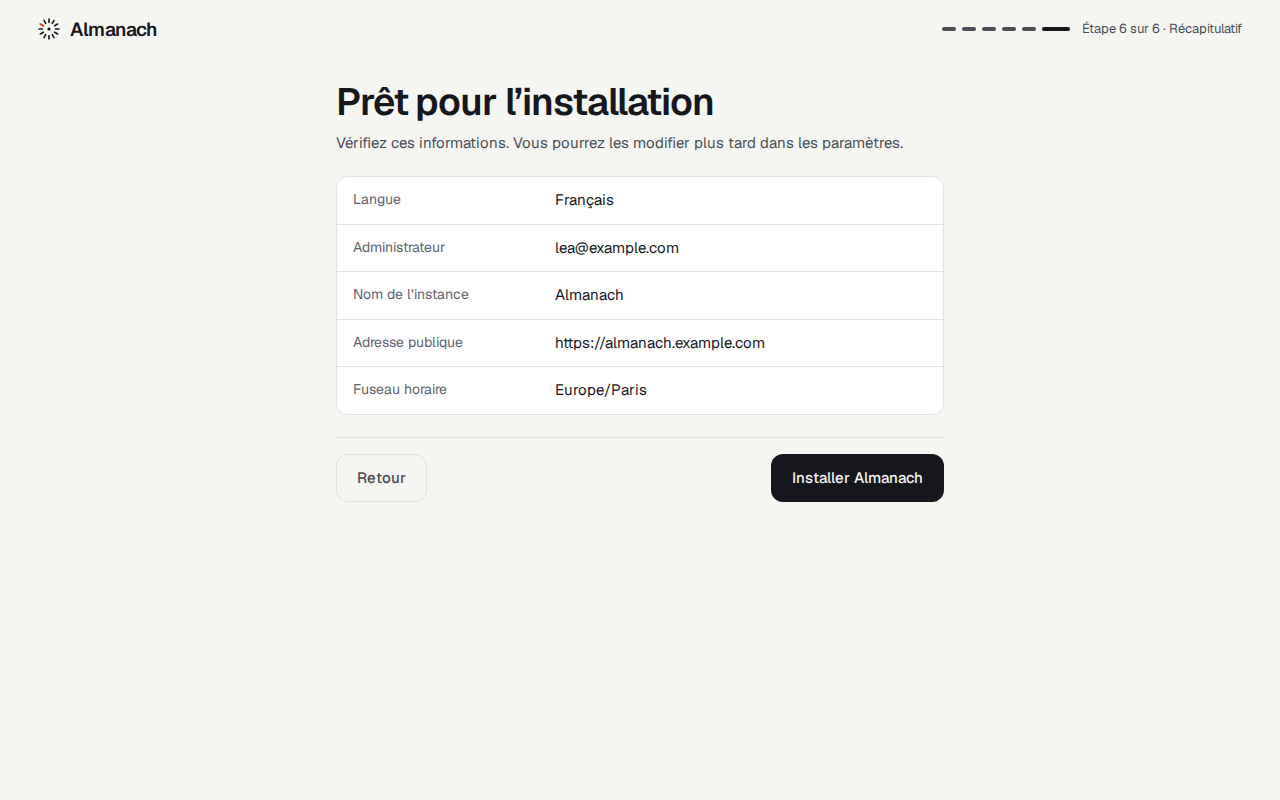 Almanach
Étape 6 sur 6 · Récapitulatif
Prêt pour l’installation
Vérifiez ces informations. Vous pourrez les modifier plus tard dans les paramètres.
Langue Français
Administrateur lea@example.com
Nom de l’instance Almanach
Adresse publique https://almanach.example.com
Fuseau horaire Europe/Paris
Retour Installer Almanach